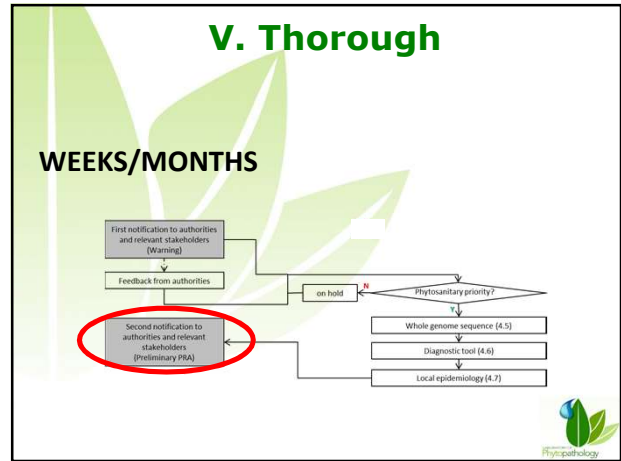 V. Thorough
WEEKS/MONTHS
First notification to authorities
and relevant stakeholders
(Warning)
Feedback from authorities
on hold
N
Phytosanitary priority?
Y
Second notification to
authorities and relevant
stakeholders
(Preliminary PRA)
Whole genome sequence (4.5)
Diagnostic tool (4.6)
Local epidemiology (4.7)
Phytopathology